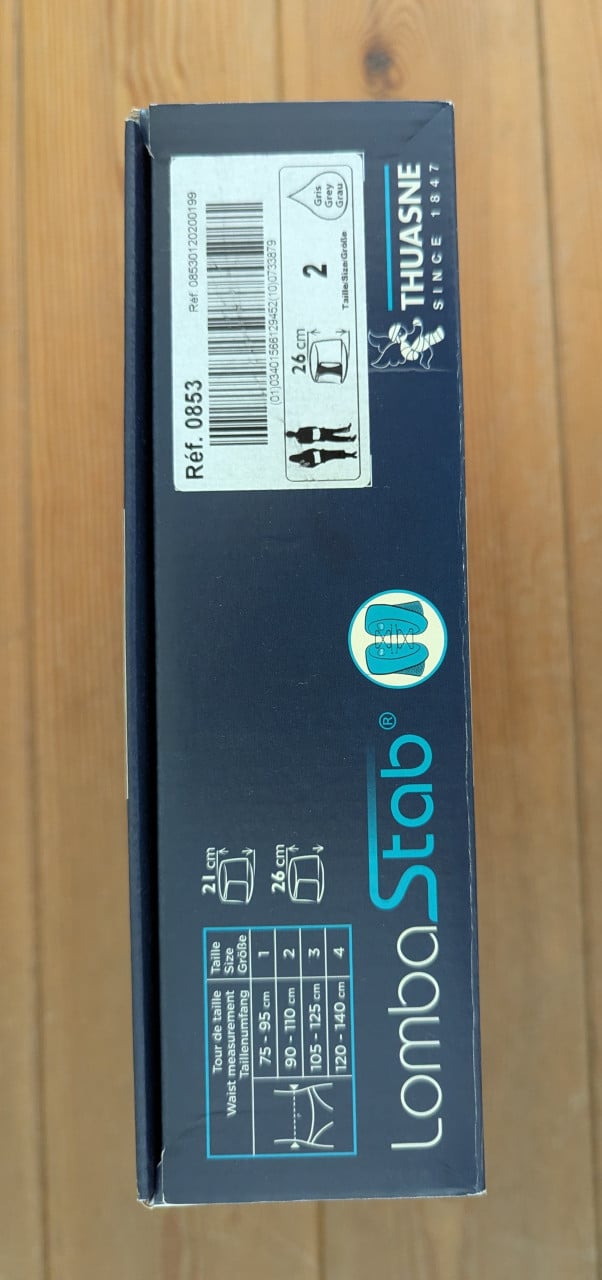 Tour de taille
Waist measurement
Taillenumfang
Taille
Size
Größe
75 - 95 cm 1
90 - 110 cm 2
105 - 125 cm 3
120 - 140 cm 4
21 cm
26 cm
LombaStab®
Réf. 0853
Réf. 08530120200199
(01)03401566129452(10)0733879
26 cm
2
Taille/Size/Größe
Gris
Grey
Grau
THUASNE
SINCE 1847